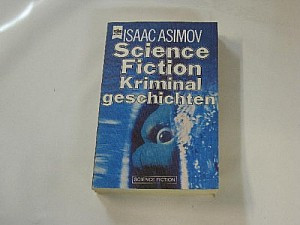 ISAAC ASIMOV
Science
Fiction
Kriminal
geschichten
SCIENCE FICTION